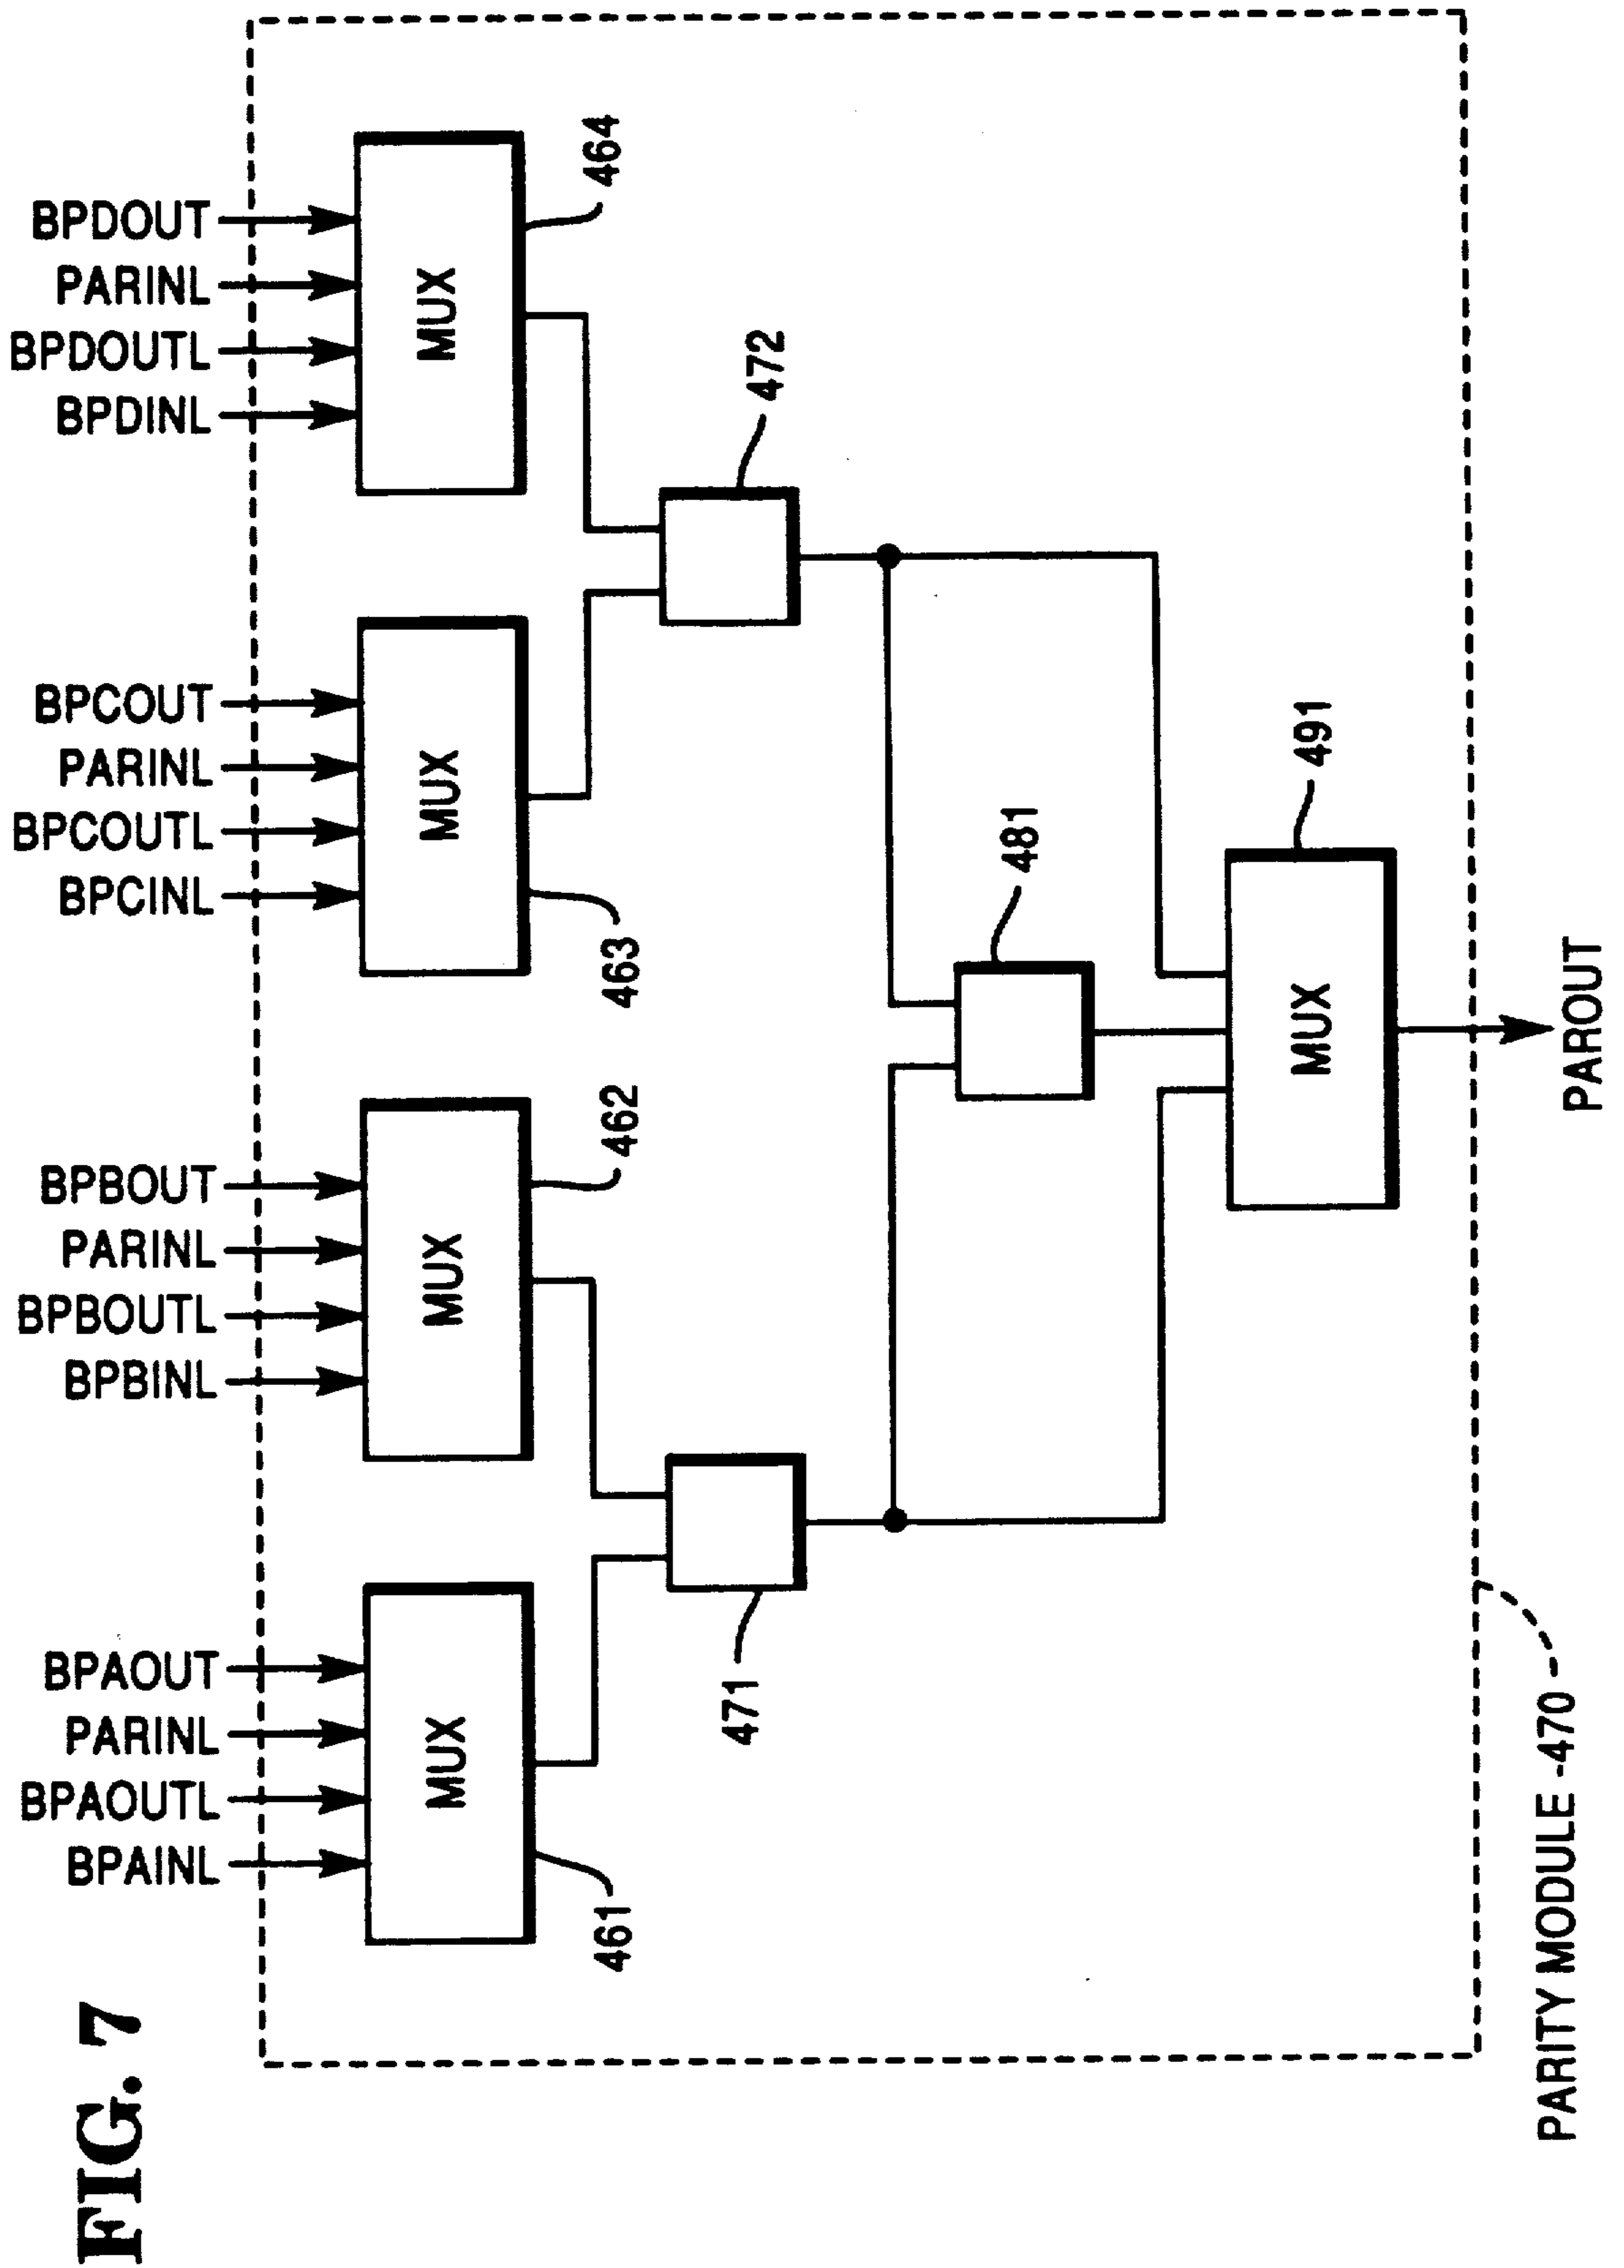 FIG. 7
BPDOUT
PARINL
BPDOUTL
BPDINL
MUX
464
BPCOUT
PARINL
BPCOUTL
BPCINL
MUX
463
472
BPBOUT
PARINL
BPBOUTL
BPBINL
MUX
462
481
MUX
491
PAROUT
BPAOUT
PARINL
BPAOUTL
BPAINL
MUX
461
471
PARITY MODULE -470